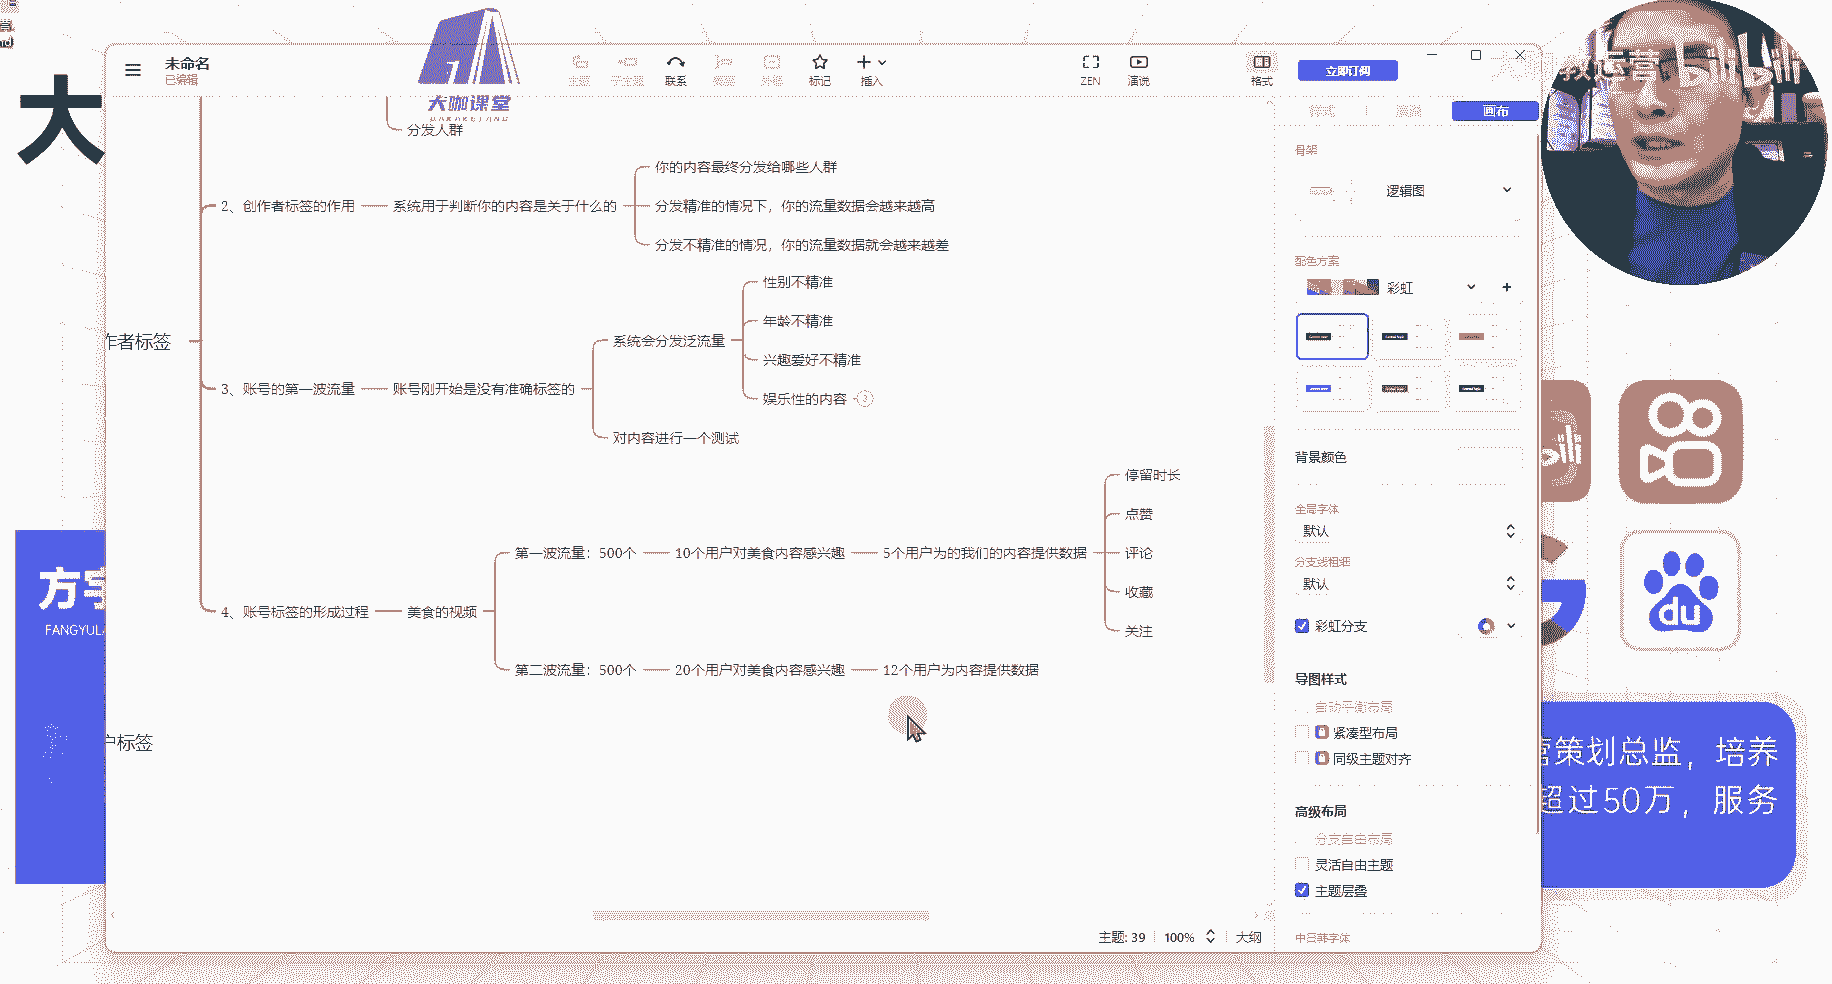 大
未命名
已编辑
主题
子主题
联系
概要
外框
标记
插入
ZEN
演说
格式
立即订阅
大咖课堂
DAKAKETANG
运营
bilibili
样式
演说
画布
分发人群
2、创作者标签的作用
系统用于判断你的内容是关于什么的
你的内容最终分发给哪些人群
分发精准的情况下，你的流量数据会越来越高
分发不精准的情况，你的流量数据就会越来越差
作者标签
3、账号的第一波流量
账号刚开始是没有准确标签的
系统会分发泛流量
性别不精准
年龄不精准
兴趣爱好不精准
娱乐性的内容
对内容进行一个测试
4、账号标签的形成过程
美食的视频
第一波流量：500个
10个用户对美食内容感兴趣
5个用户为的我们的内容提供数据
停留时长
点赞
评论
收藏
关注
第二波流量：500个
20个用户对美食内容感兴趣
12个用户为内容提供数据
户标签
骨架
逻辑图
配色方案
彩虹
背景颜色
全局字体
默认
分支线粗细
默认
彩虹分支
导图样式
自动平衡布局
紧凑型布局
同级主题对齐
高级布局
分支自由布局
灵活自由主题
主题层叠
中日韩字体
主题: 39
100%
大纲
方宇
FANGYULA
du
营策划总监，培养
超过50万，服务